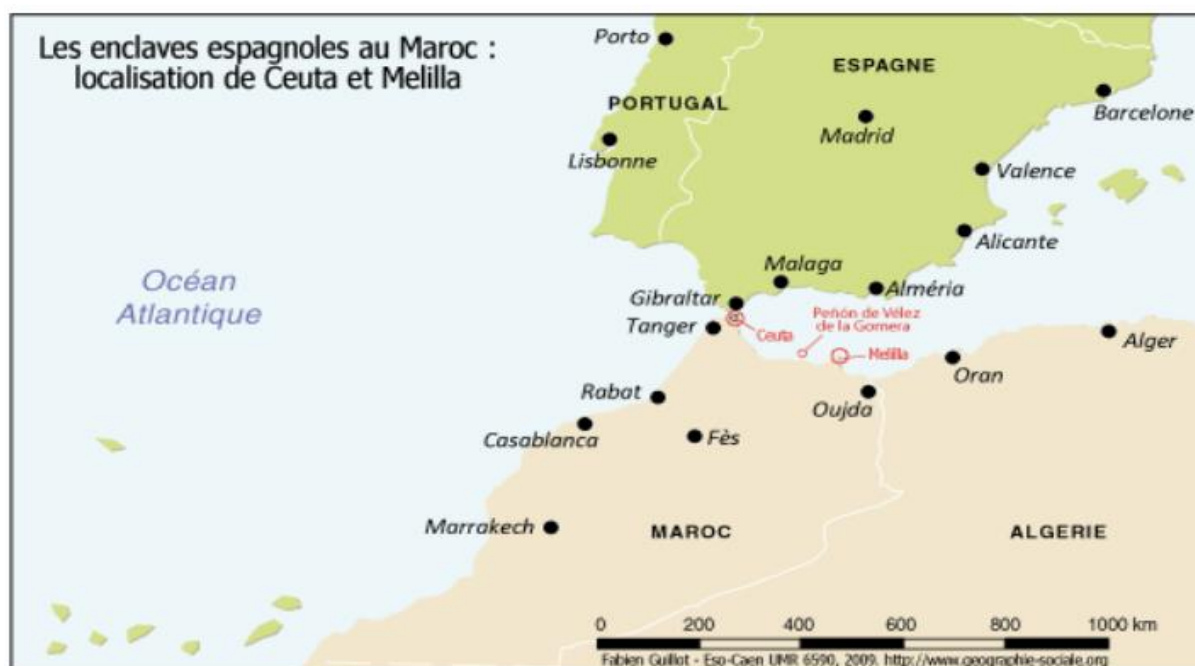 Les enclaves espagnoles au Maroc :
localisation de Ceuta et Melilla
Porto
ESPAGNE
PORTUGAL
Barcelone
Madrid
Lisbonne
Valence
Alicante
Océan
Atlantique
Malaga
Gibraltar
Alméria
Tanger
Ceuta
Peñón de Vélez
de la Gomera
Melilla
Alger
Oran
Rabat
Oujda
Casablanca
Fès
Marrakech
MAROC
ALGERIE
0 200 400 600 800 1000 km
Fabien Guillot - Eso-Caen UMR 6590, 2009. http://www.geographie-sociale.org